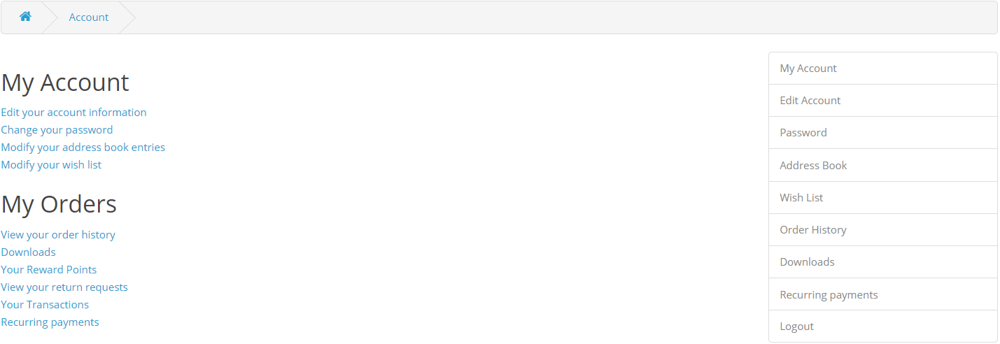 Account
My Account
Edit your account information
Change your password
Modify your address book entries
Modify your wish list
My Orders
View your order history
Downloads
Your Reward Points
View your return requests
Your Transactions
Recurring payments
My Account
Edit Account
Password
Address Book
Wish List
Order History
Downloads
Recurring payments
Logout